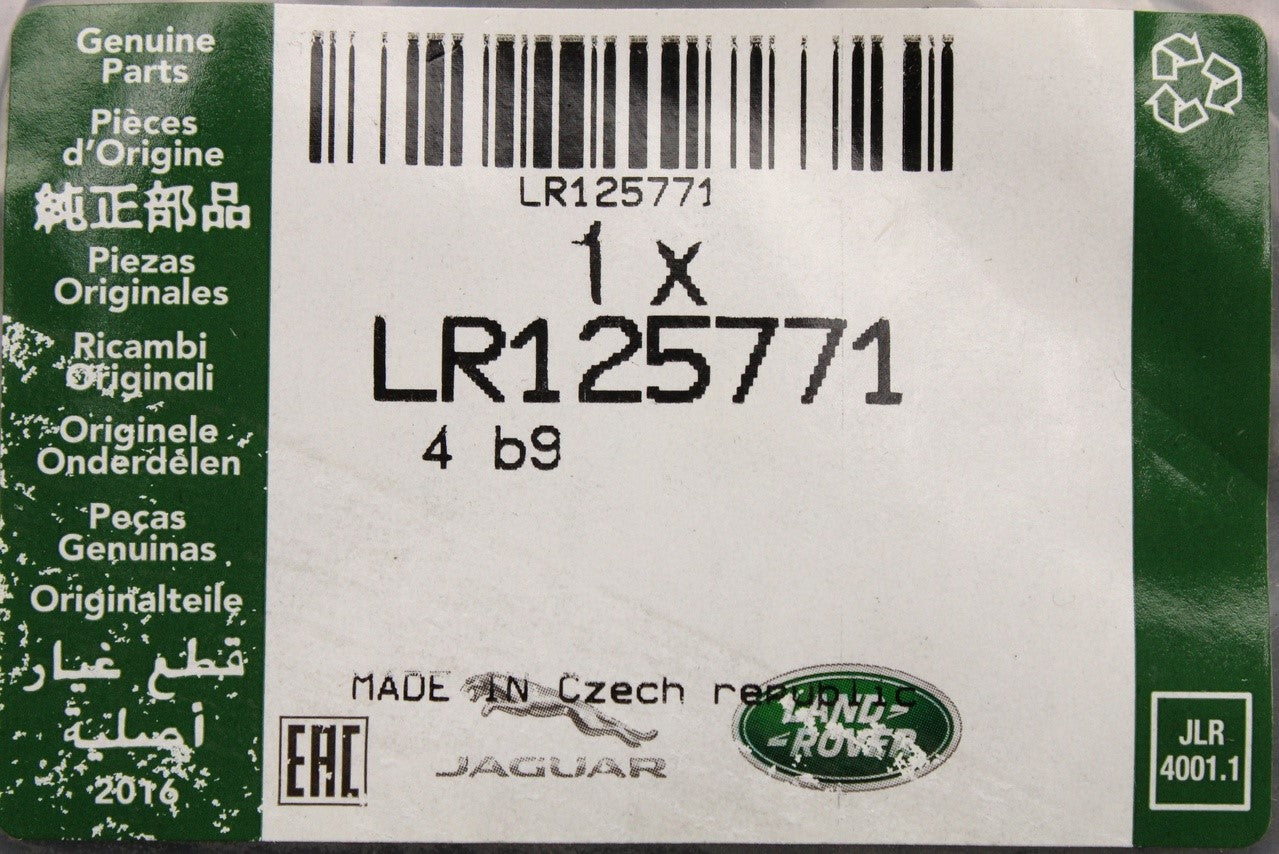 Genuine
Parts
Pièces
d'Origine
純正部品
Piezas
Originales
Ricambi
Originali
Originele
Onderdelen
Peças
Genuinas
Originalteile
قطع غيار
أصلية
2016
LR125771
1 x
LR125771
4 b9
MADE IN Czech republic
EAC
JAGUAR
LAND-
-ROVER
JLR
4001.1